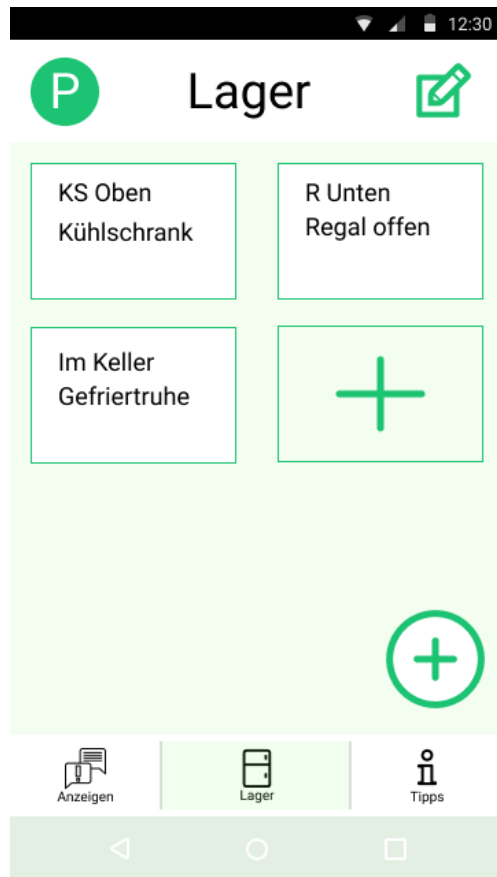 12:30
P
Lager
KS Oben
Kühlschrank
R Unten
Regal offen
Im Keller
Gefriertruhe
Anzeigen
Lager
Tipps